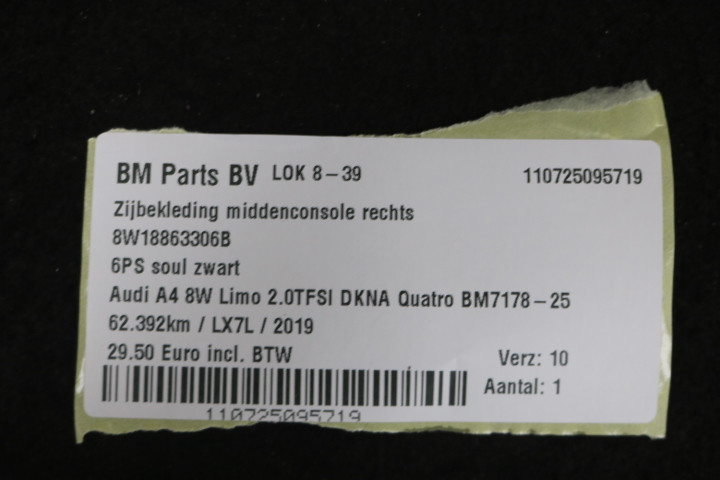 BM Parts BV LOK 8-39 110725095719
Zijbekleding middenconsole rechts
8W18863306B
6PS soul zwart
Audi A4 8W Limo 2.0TFSI DKNA Quatro BM7178-25
62.392km / LX7L / 2019
29.50 Euro incl. BTW Verz: 10
Aantal: 1
110725095719